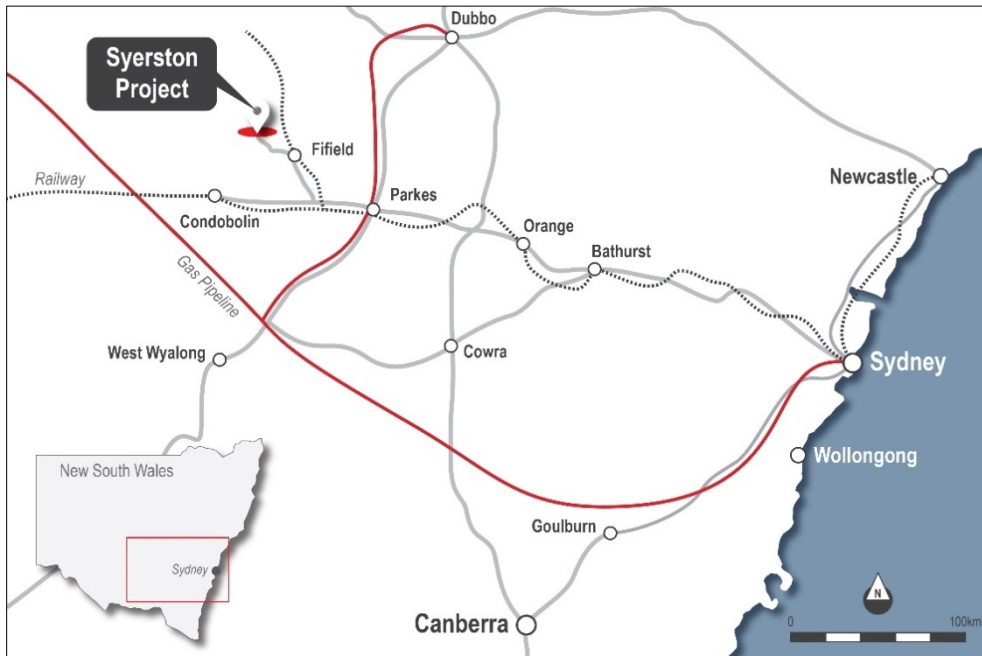 Dubbo
Syerston
Project
Fifield
Newcastle
Railway
Parkes
Condobolin
Orange
Bathurst
Gas Pipeline
West Wyalong
Cowra
Sydney
New South Wales
Wollongong
Goulburn
Sydney
N
Canberra
0
100km